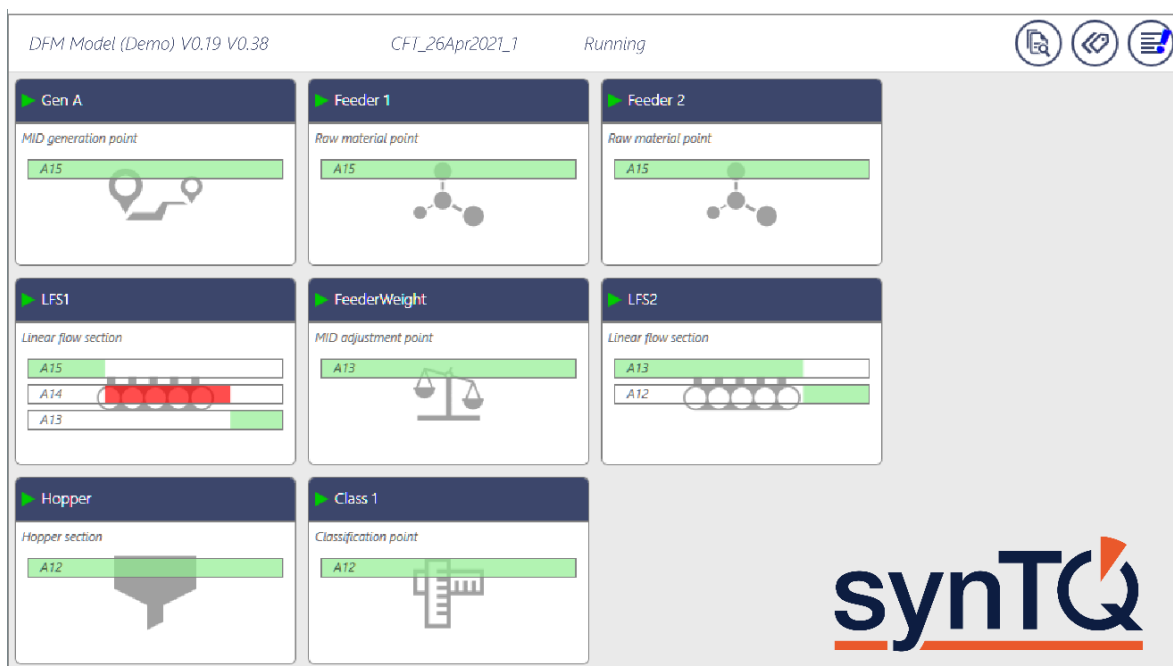 DFM Model (Demo) V0.19 V0.38 CFT_26Apr2021_1 Running
Gen A
MID generation point
A15
Feeder 1
Raw material point
A15
Feeder 2
Raw material point
A15
LFS1
Linear flow section
A15
A14
A13
FeederWeight
MID adjustment point
A13
LFS2
Linear flow section
A13
A12
Hopper
Hopper section
A12
Class 1
Classification point
A12
synTQ